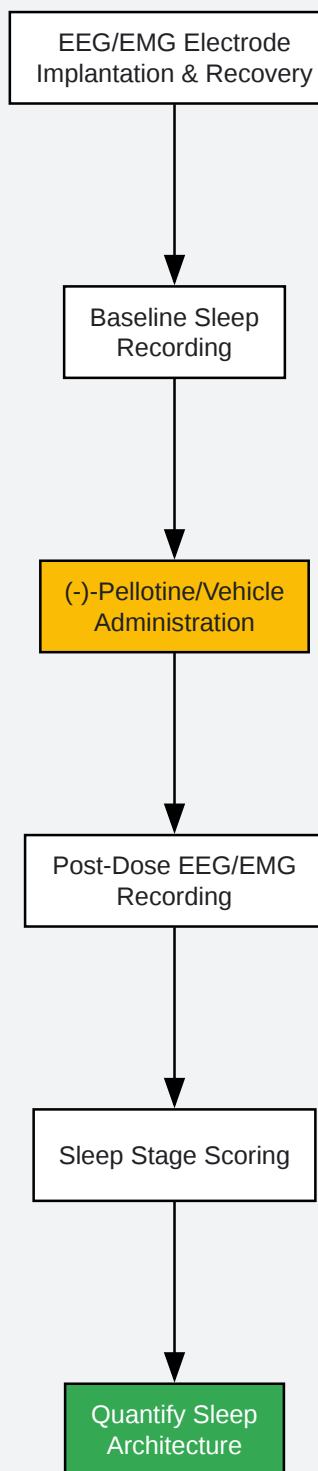 EEG/EMG Electrode
Implantation & Recovery
Baseline Sleep
Recording
(-)-Pellotine/Vehicle
Administration
Post-Dose EEG/EMG
Recording
Sleep Stage Scoring
Quantify Sleep
Architecture